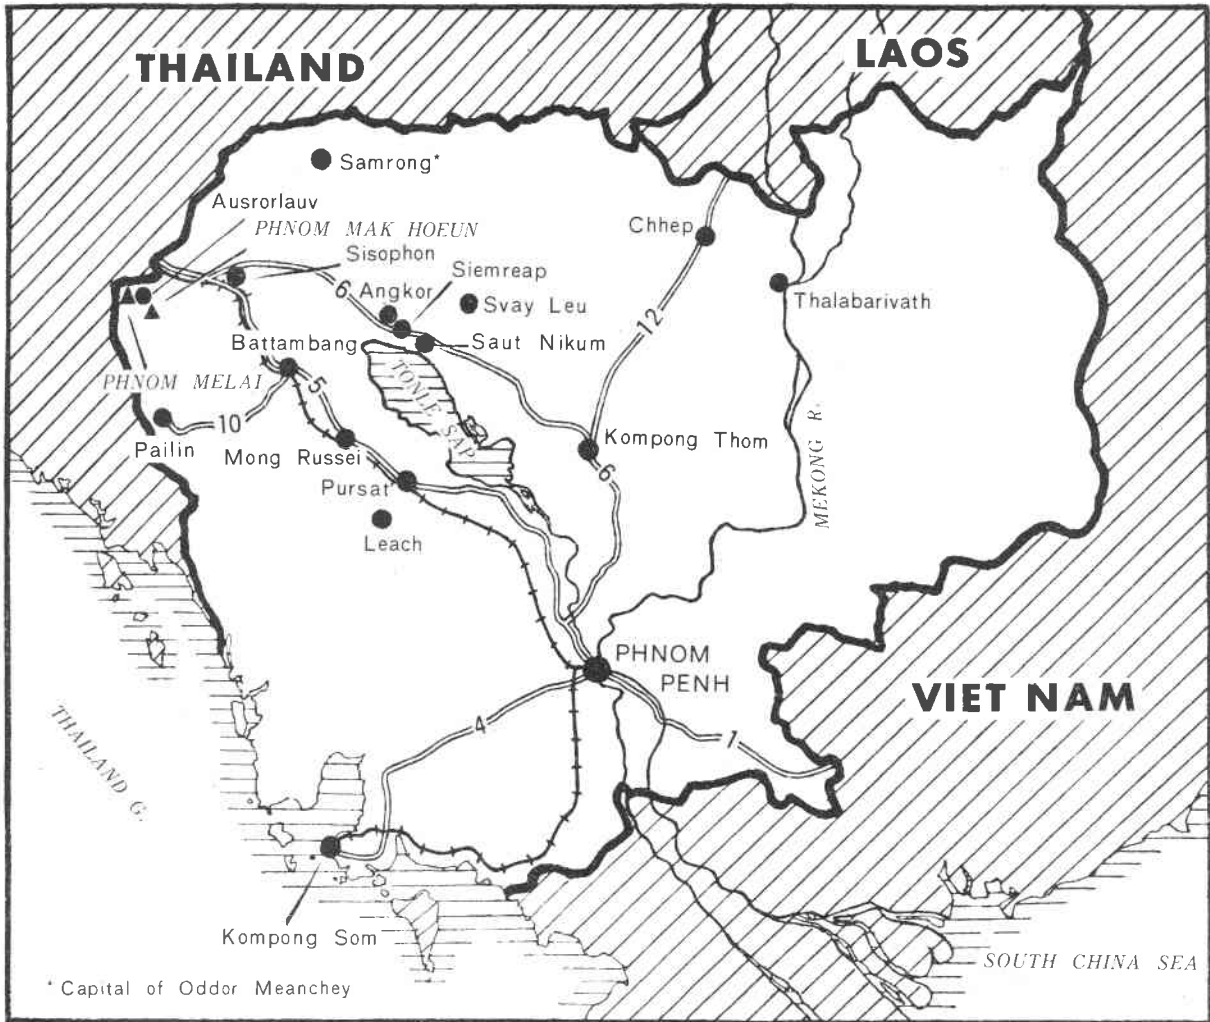 THAILAND
LAOS
Samrong*
Ausrorlauv
PHNOM MAK HOEUN
Sisophon
Chhep
Siemreap
6
Angkor
Svay Leu
Thalabarivath
12
Battambang
Saut Nikum
PHNOM MELAI
5
TONLE SAP
10
MEKONG R.
Kompong Thom
Pailin
Mong Russei
6
Pursat
Leach
PHNOM
PENH
VIET NAM
THAILAND G.
4
1
Kompong Som
SOUTH CHINA SEA
* Capital of Oddor Meanchey